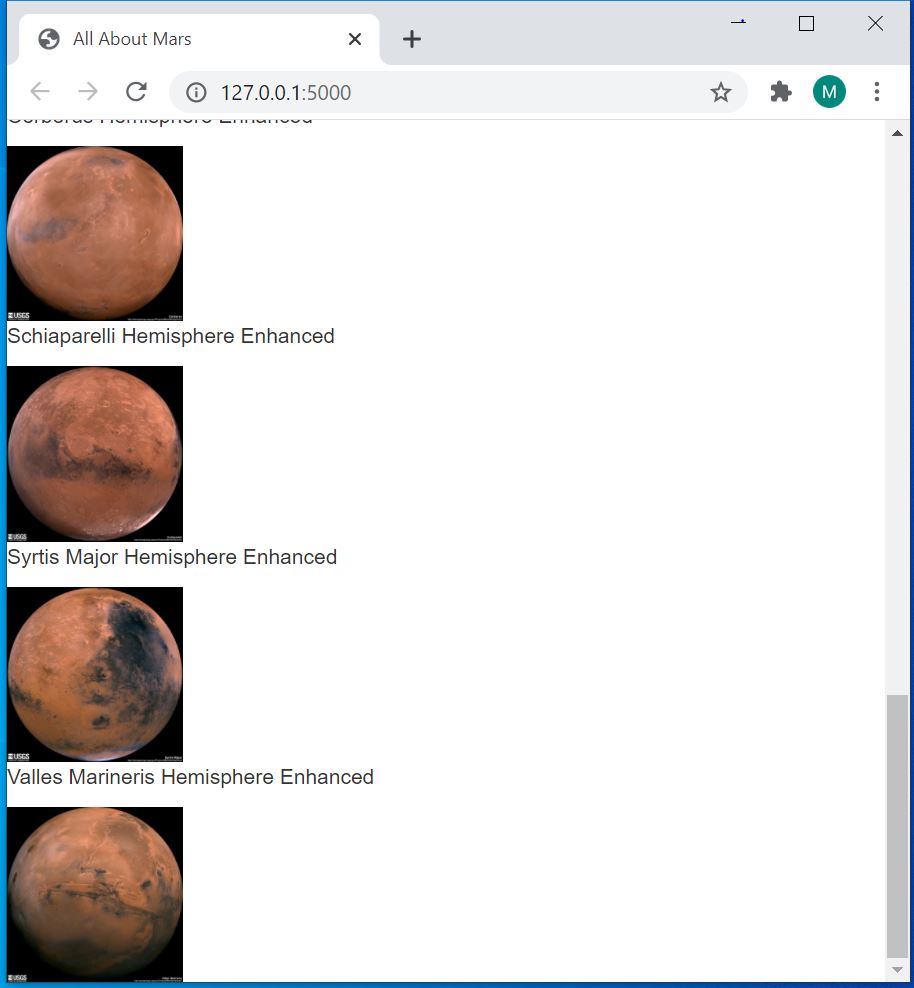 All About Mars
127.0.0.1:5000
M
Cerberus Hemisphere Enhanced
USGS
Schiaparelli Hemisphere Enhanced
USGS
Syrtis Major Hemisphere Enhanced
USGS
Valles Marineris Hemisphere Enhanced
USGS